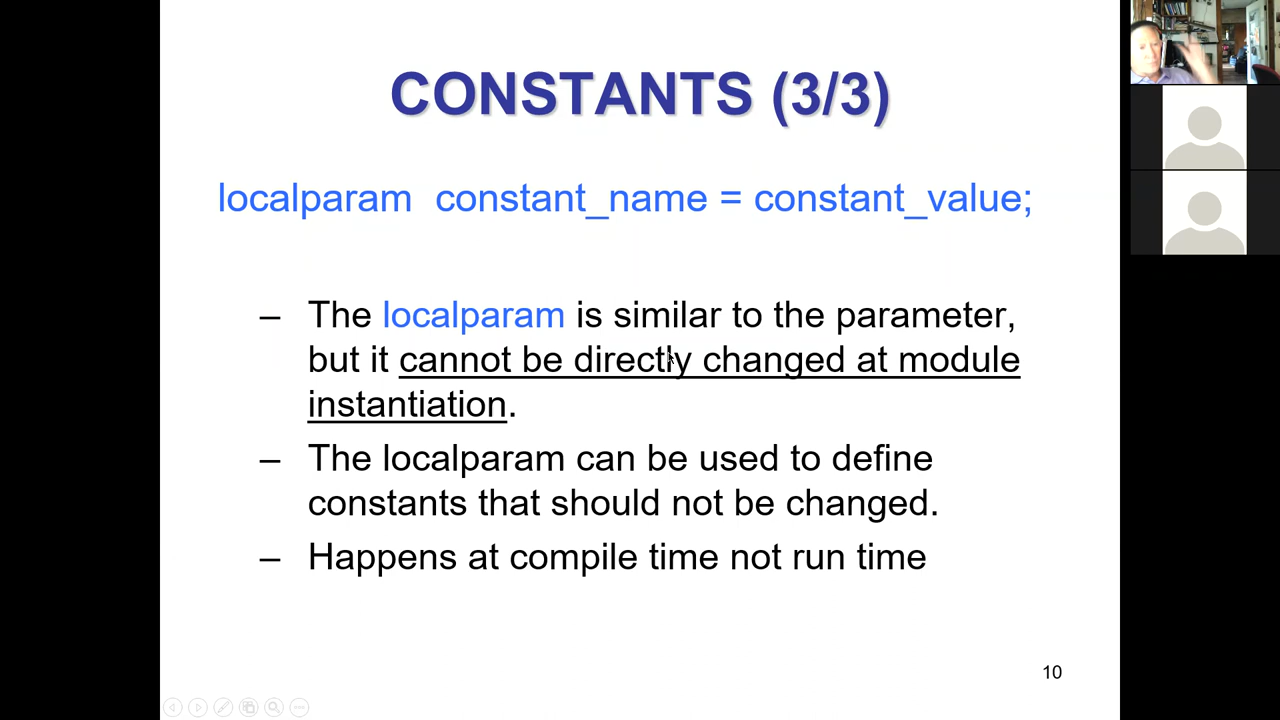 CONSTANTS (3/3)
localparam constant_name = constant_value;
– The localparam is similar to the parameter,
but it cannot be directly changed at module
instantiation.
– The localparam can be used to define
constants that should not be changed.
– Happens at compile time not run time
10